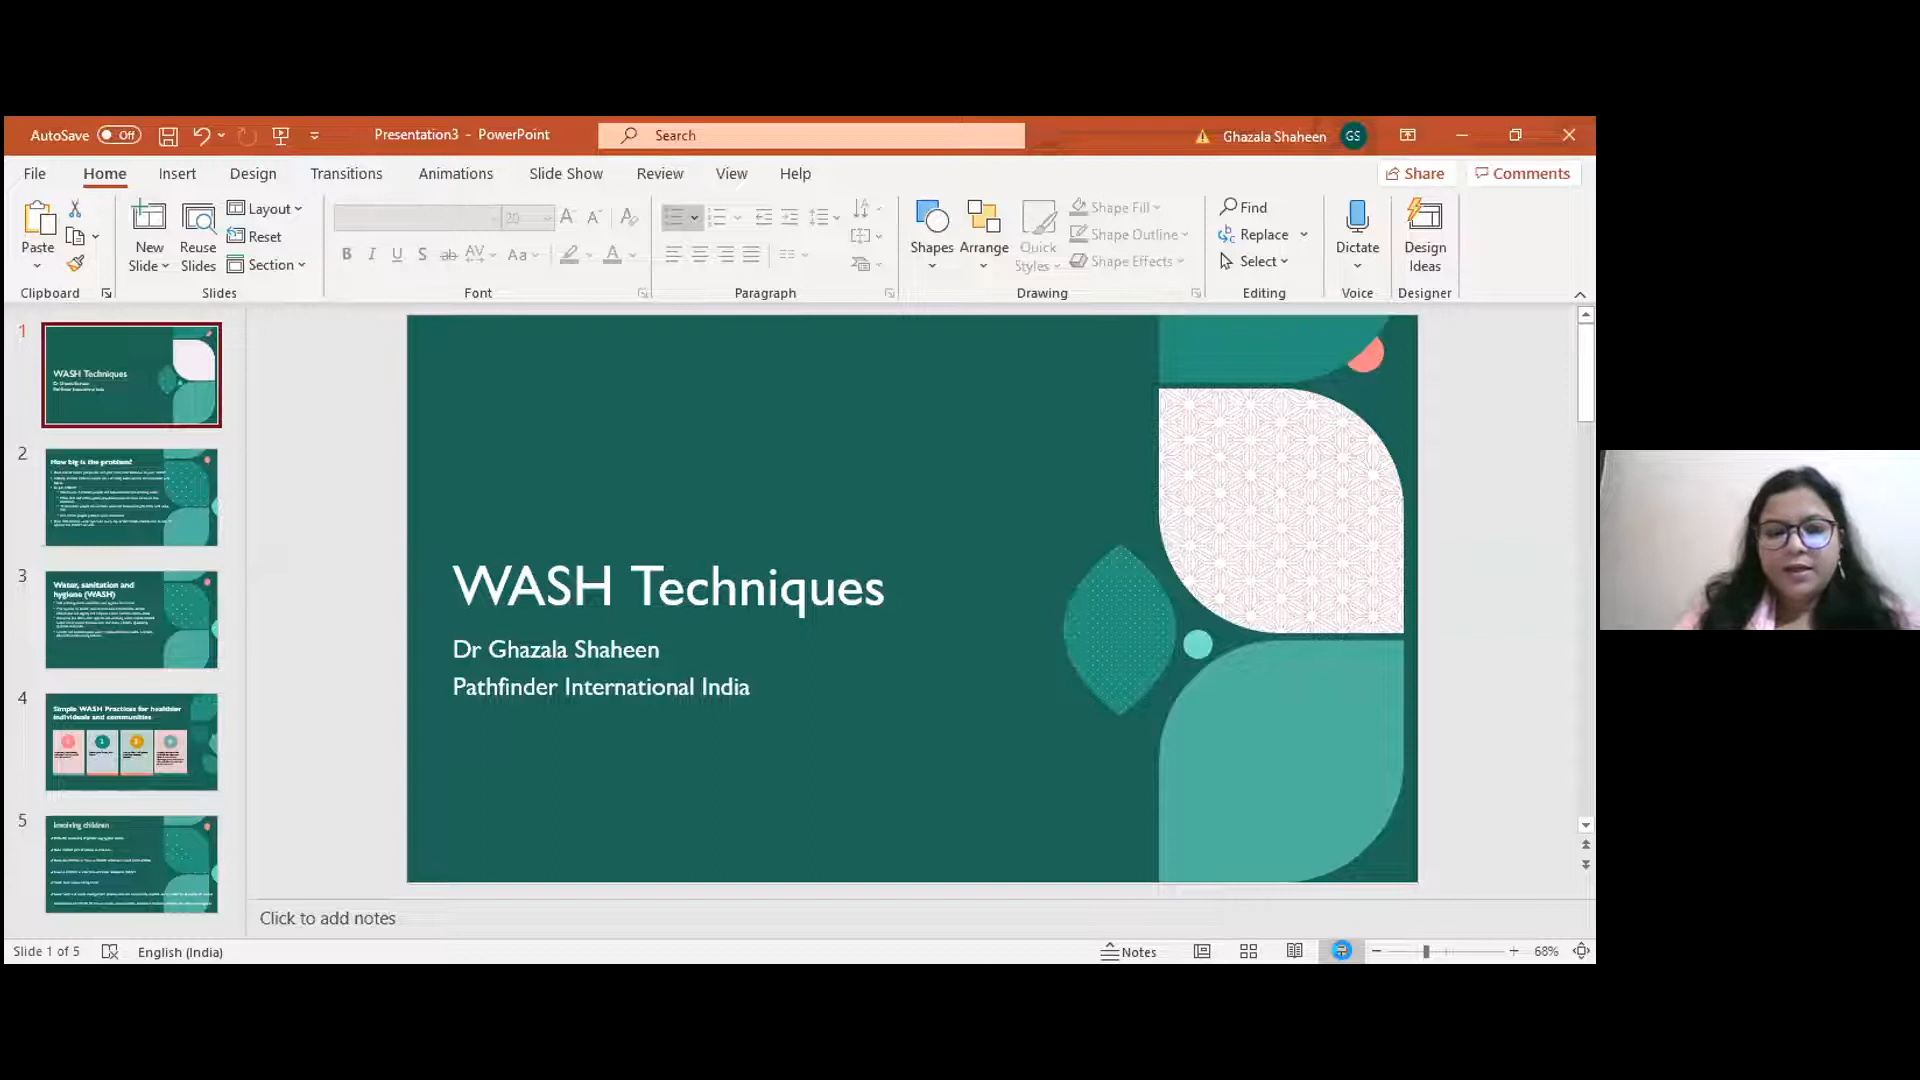 AutoSave Off
Presentation3 - PowerPoint
Search
Ghazala Shaheen GS
File Home Insert Design Transitions Animations Slide Show Review View Help
Share Comments
Paste
New Slide
Reuse Slides
Layout
Reset
Section
20
B I U S ab AV Aa A
Shapes
Arrange
Quick Styles
Shape Fill
Shape Outline
Shape Effects
Find
Replace
Select
Dictate
Design Ideas
Clipboard Slides Font Paragraph Drawing Editing Voice Designer
1
WASH Techniques
2
How big is the problem?
3
Water, sanitation and
hygiene (WASH)
4
Simple WASH Practices for healthier
individuals and communities
5
Involving children
WASH Techniques
Dr Ghazala Shaheen
Pathfinder International India
Click to add notes
Slide 1 of 5 English (India) Notes 68%